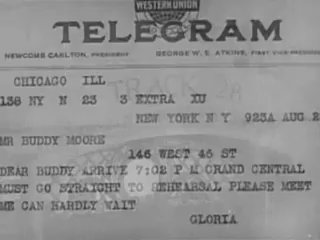 WESTERN UNION
TELEGRAM
NEWCOMB CARLTON, PRESIDENT GEORGE W. E. ATKINS, FIRST VICE-PRESIDENT
CHICAGO ILL
138 NY N 23 3 EXTRA XU
NEW YORK N Y 923A AUG 2
MR BUDDY MOORE
146 WEST 46 ST
DEAR BUDDY ARRIVE 7:02 P M GRAND CENTRAL
MUST GO STRAIGHT TO REHEARSAL PLEASE MEET
ME CAN HARDLY WAIT
GLORIA